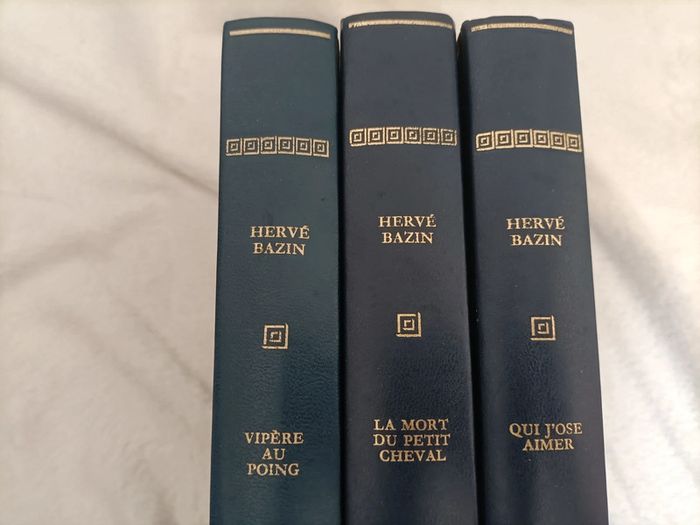 HERVÉ
BAZIN
VIPÈRE
AU
POING
HERVÉ
BAZIN
LA MORT
DU PETIT
CHEVAL
HERVÉ
BAZIN
QUI J'OSE
AIMER